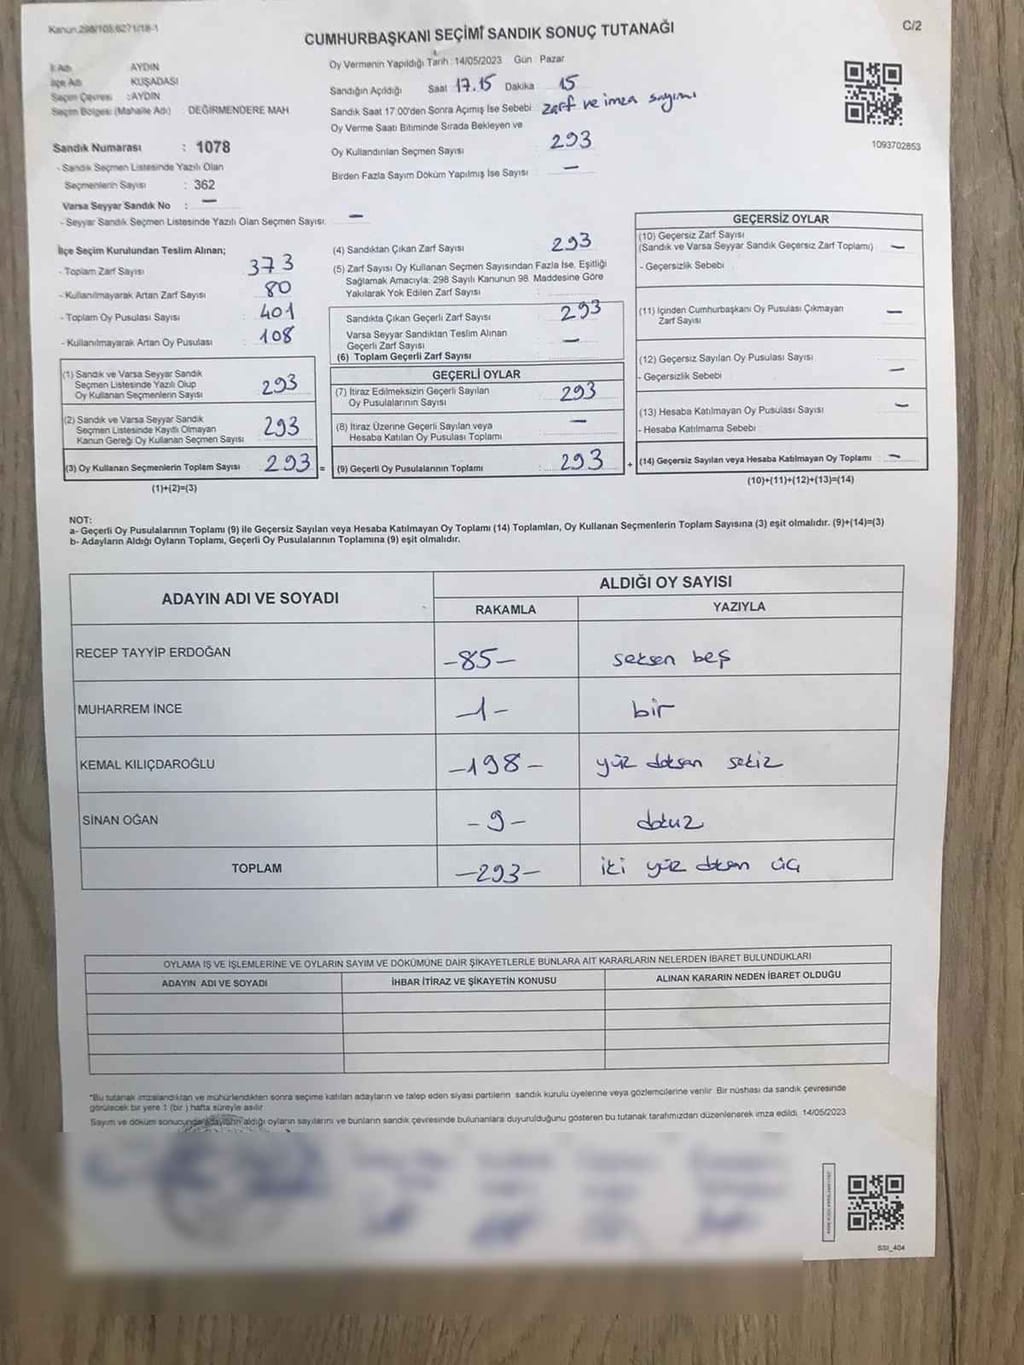 Kanun.298/105,6271/18-1
CUMHURBAŞKANI SEÇİMİ SANDIK SONUÇ TUTANAĞI
C/2
İl Adı AYDIN
İlçe Adı KUŞADASI
Seçim Çevresi :AYDIN
Seçim Bölgesi (Mahalle Adı) DEĞİRMENDERE MAH
Sandık Numarası : 1078
- Sandık Seçmen Listesinde Yazılı Olan
Seçmenlerin Sayısı : 362
Varsa Seyyar Sandık No : —
- Seyyar Sandık Seçmen Listesinde Yazılı Olan Seçmen Sayısı: —
Oy Vermenin Yapıldığı Tarih: 14/05/2023 Gün: Pazar
Sandığın Açıldığı Saat 17.15 Dakika 15
Sandık Saat 17:00'den Sonra Açımış İse Sebebi zarf ve imza sayımı
Oy Verme Saati Bitiminde Sırada Bekleyen ve
Oy Kullandırılan Seçmen Sayısı 293
Birden Fazla Sayım Döküm Yapılmış İse Sayısı —
1093702853
İlçe Seçim Kurulundan Teslim Alınan;
- Toplam Zarf Sayısı 373
- Kullanılmayarak Artan Zarf Sayısı 80
- Toplam Oy Pusulası Sayısı 401
- Kullanılmayarak Artan Oy Pusulası 108
(1) Sandık ve Varsa Seyyar Sandık
Seçmen Listesinde Yazılı Olup
Oy Kullanan Seçmenlerin Sayısı 293
(2) Sandık ve Varsa Seyyar Sandık
Seçmen Listesinde Kayıtlı Olmayan
Kanun Gereği Oy Kullanan Seçmen Sayısı 293
(3) Oy Kullanan Seçmenlerin Toplam Sayısı 293 =
(1)+(2)=(3)
(4) Sandıktan Çıkan Zarf Sayısı 293
(5) Zarf Sayısı Oy Kullanan Seçmen Sayısından Fazla İse, Eşitliği
Sağlamak Amacıyla; 298 Sayılı Kanunun 98. Maddesine Göre
Yakılarak Yok Edilen Zarf Sayısı
Sandıkta Çıkan Geçerli Zarf Sayısı 293
Varsa Seyyar Sandıktan Teslim Alınan
Geçerli Zarf Sayısı —
(6) Toplam Geçerli Zarf Sayısı
GEÇERLİ OYLAR
(7) İtiraz Edilmeksizin Geçerli Sayılan
Oy Pusulalarının Sayısı 293
(8) İtiraz Üzerine Geçerli Sayılan veya
Hesaba Katılan Oy Pusulası Toplamı —
(9) Geçerli Oy Pusulalarının Toplamı : 293 +
GEÇERSİZ OYLAR
(10) Geçersiz Zarf Sayısı
(Sandık ve Varsa Seyyar Sandık Geçersiz Zarf Toplamı) —
- Geçersizlik Sebebi
(11) İçinden Cumhurbaşkanı Oy Pusulası Çıkmayan
Zarf Sayısı —
(12) Geçersiz Sayılan Oy Pusulası Sayısı
- Geçersizlik Sebebi —
(13) Hesaba Katılmayan Oy Pusulası Sayısı —
- Hesaba Katılmama Sebebi
(14) Geçersiz Sayılan veya Hesaba Katılmayan Oy Toplamı —
(10)+(11)+(12)+(13)=(14)
NOT:
a- Geçerli Oy Pusulalarının Toplamı (9) ile Geçersiz Sayılan veya Hesaba Katılmayan Oy Toplamı (14) Toplamları, Oy Kullanan Seçmenlerin Toplam Sayısına (3) eşit olmalıdır. (9)+(14)=(3)
b- Adayların Aldığı Oyların Toplamı, Geçerli Oy Pusulalarının Toplamına (9) eşit olmalıdır.
ADAYIN ADI VE SOYADI ALDIĞI OY SAYISI
RAKAMLA YAZIYLA
RECEP TAYYİP ERDOĞAN -85- seksen beş
MUHARREM İNCE -1- bir
KEMAL KILIÇDAROĞLU -198- yüz doksan sekiz
SİNAN OĞAN -9- dokuz
TOPLAM -293- iki yüz doksan üç
OYLAMA İŞ VE İŞLEMLERİNE VE OYLARIN SAYIM VE DÖKÜMÜNE DAİR ŞİKAYETLERLE BUNLARA AİT KARARLARIN NELERDEN İBARET BULUNDUKLARI
ADAYIN ADI VE SOYADI İHBAR İTİRAZ VE ŞİKAYETİN KONUSU ALINAN KARARIN NEDEN İBARET OLDUĞU
*Bu tutanak imzalandıktan ve mühürlendikten sonra seçime katılan adayların ve talep eden siyasi partilerin sandık kurulu üyelerine veya gözlemcilerine verilir. Bir nüshası da sandık çevresinde
görülecek bir yere 1 (bir ) hafta süreyle asılır
Sayım ve döküm sonucunda adayların aldığı oyların sayılarını ve bunların sandık çevresinde bulunanlara duyurulduğunu gösteren bu tutanak tarafımızdan düzenlenerek imza edildi. 14/05/2023
SSI_404